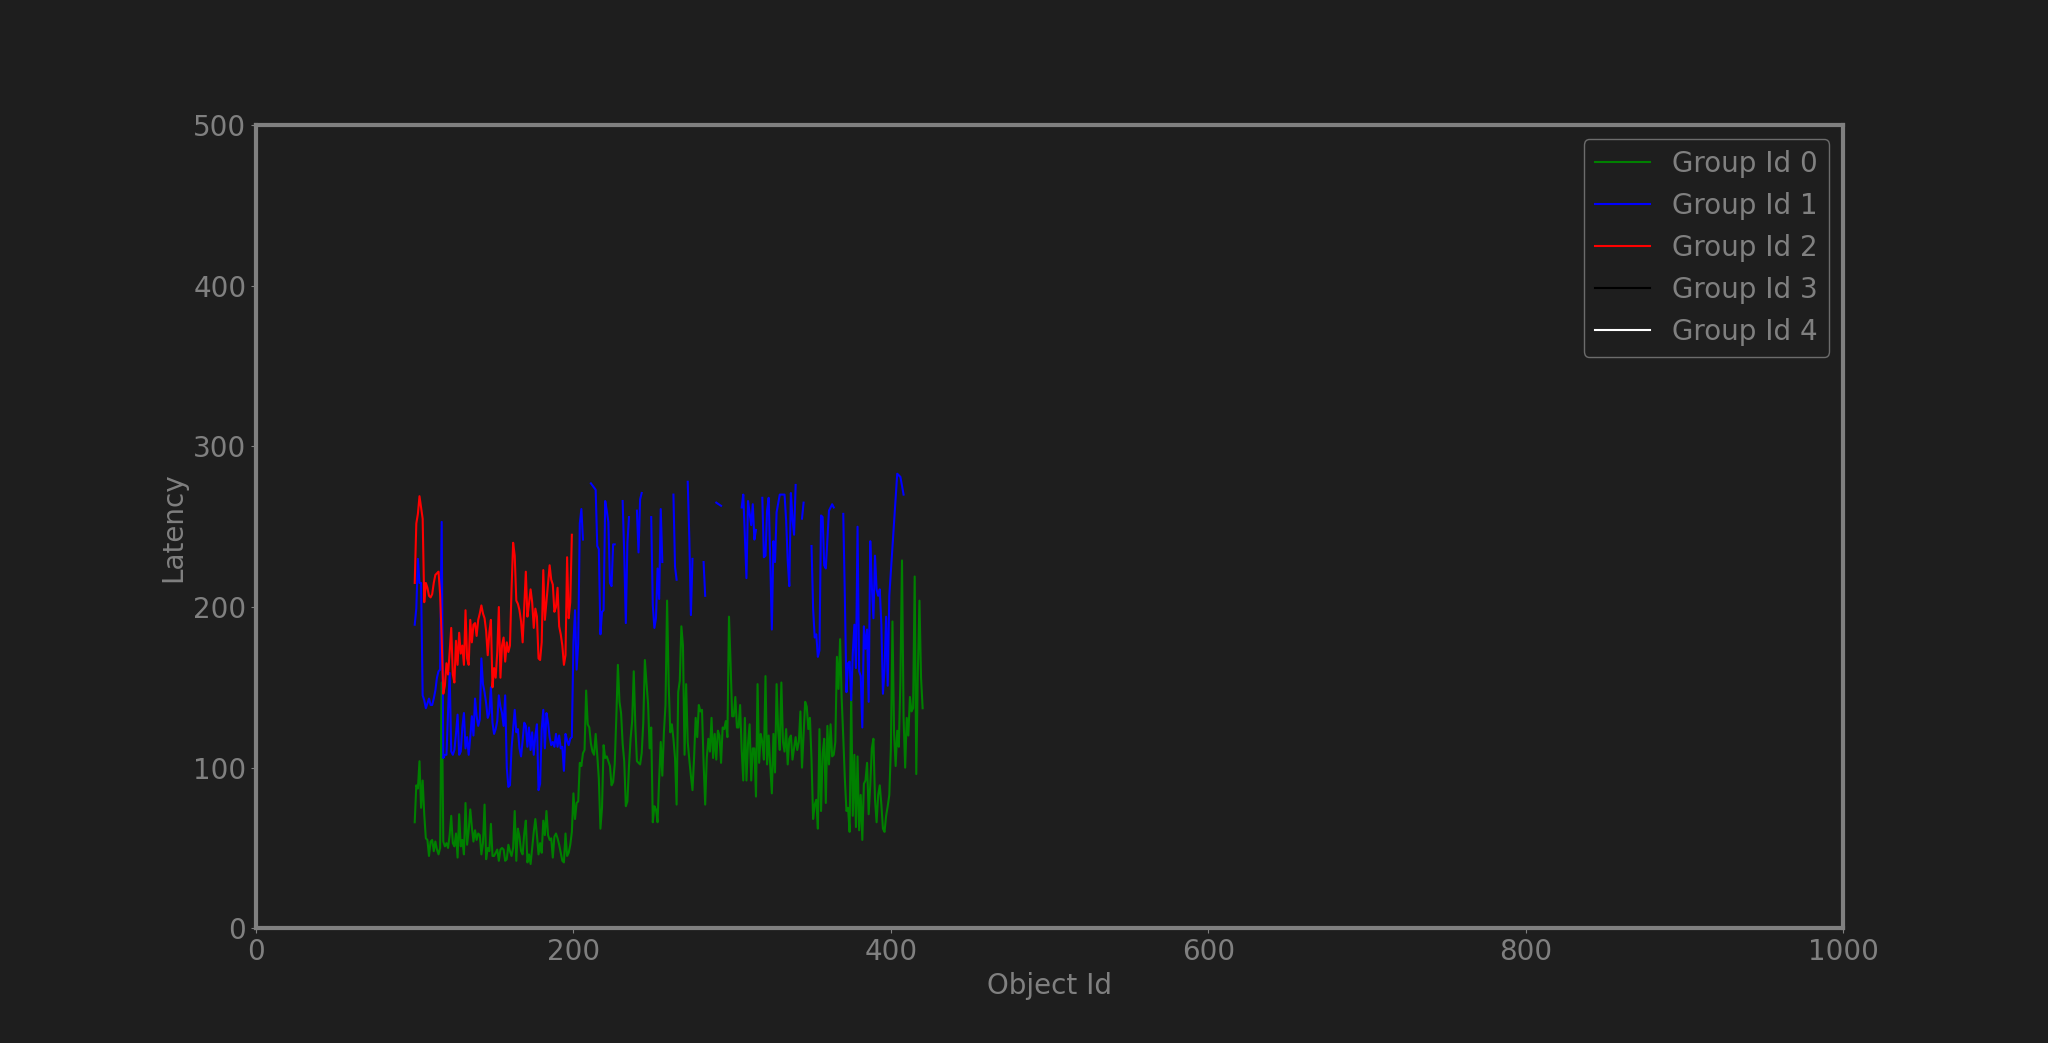 500
400
300
200
100
0
Latency
0 200 400 600 800 1000
Object Id
Group Id 0
Group Id 1
Group Id 2
Group Id 3
Group Id 4